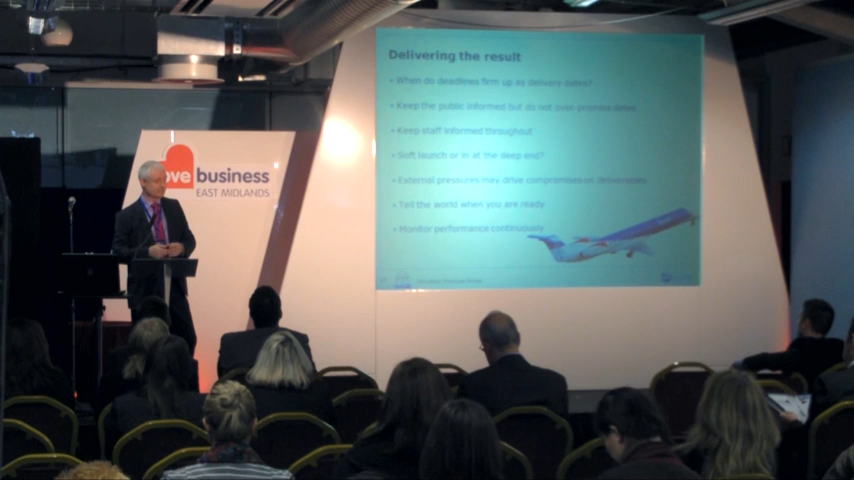 Delivering the result
• When do deadlines firm up as delivery dates?
• Keep the public informed but do not over-promise dates
• Keep staff informed throughout
• Soft launch or in at the deep end?
• External pressures may drive compromises on deliverables
• Tell the world when you are ready
• Monitor performance continuously
ove business
EAST MIDLANDS